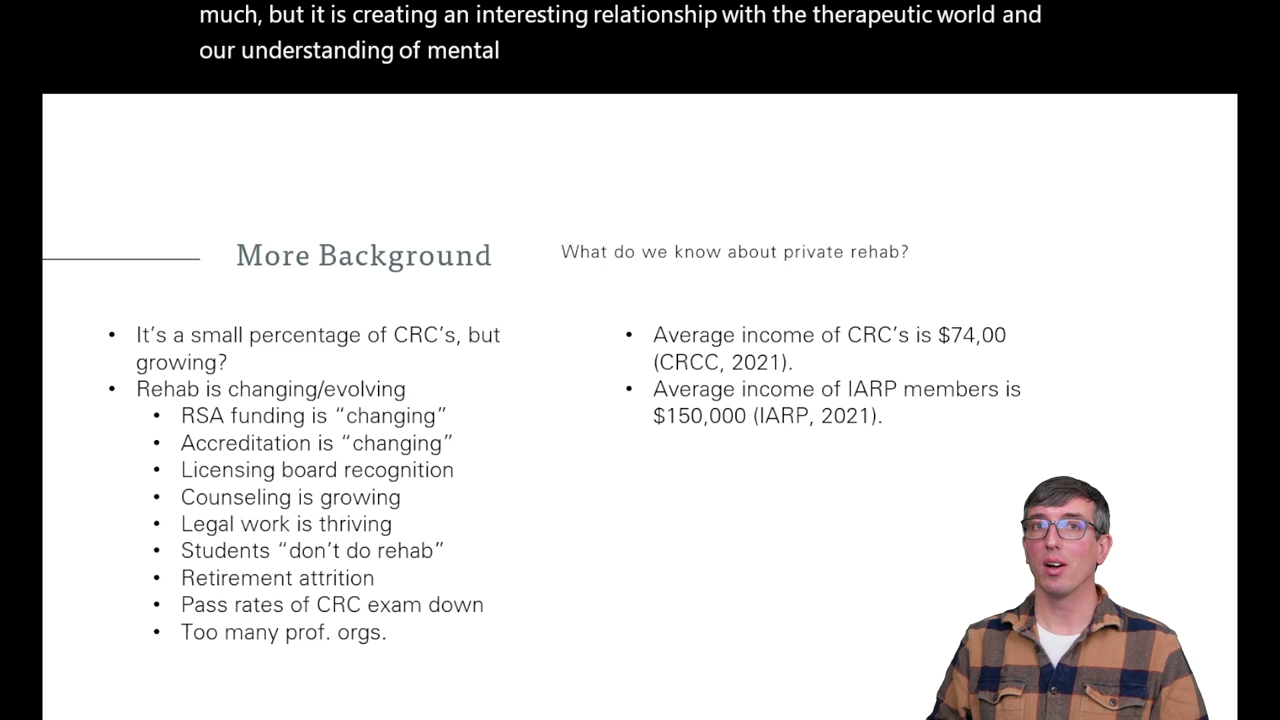 much, but it is creating an interesting relationship with the therapeutic world and
our understanding of mental
More Background
What do we know about private rehab?
• It’s a small percentage of CRC’s, but
growing?
• Rehab is changing/evolving
• RSA funding is “changing”
• Accreditation is “changing”
• Licensing board recognition
• Counseling is growing
• Legal work is thriving
• Students “don’t do rehab”
• Retirement attrition
• Pass rates of CRC exam down
• Too many prof. orgs.
• Average income of CRC’s is $74,00
(CRCC, 2021).
• Average income of IARP members is
$150,000 (IARP, 2021).